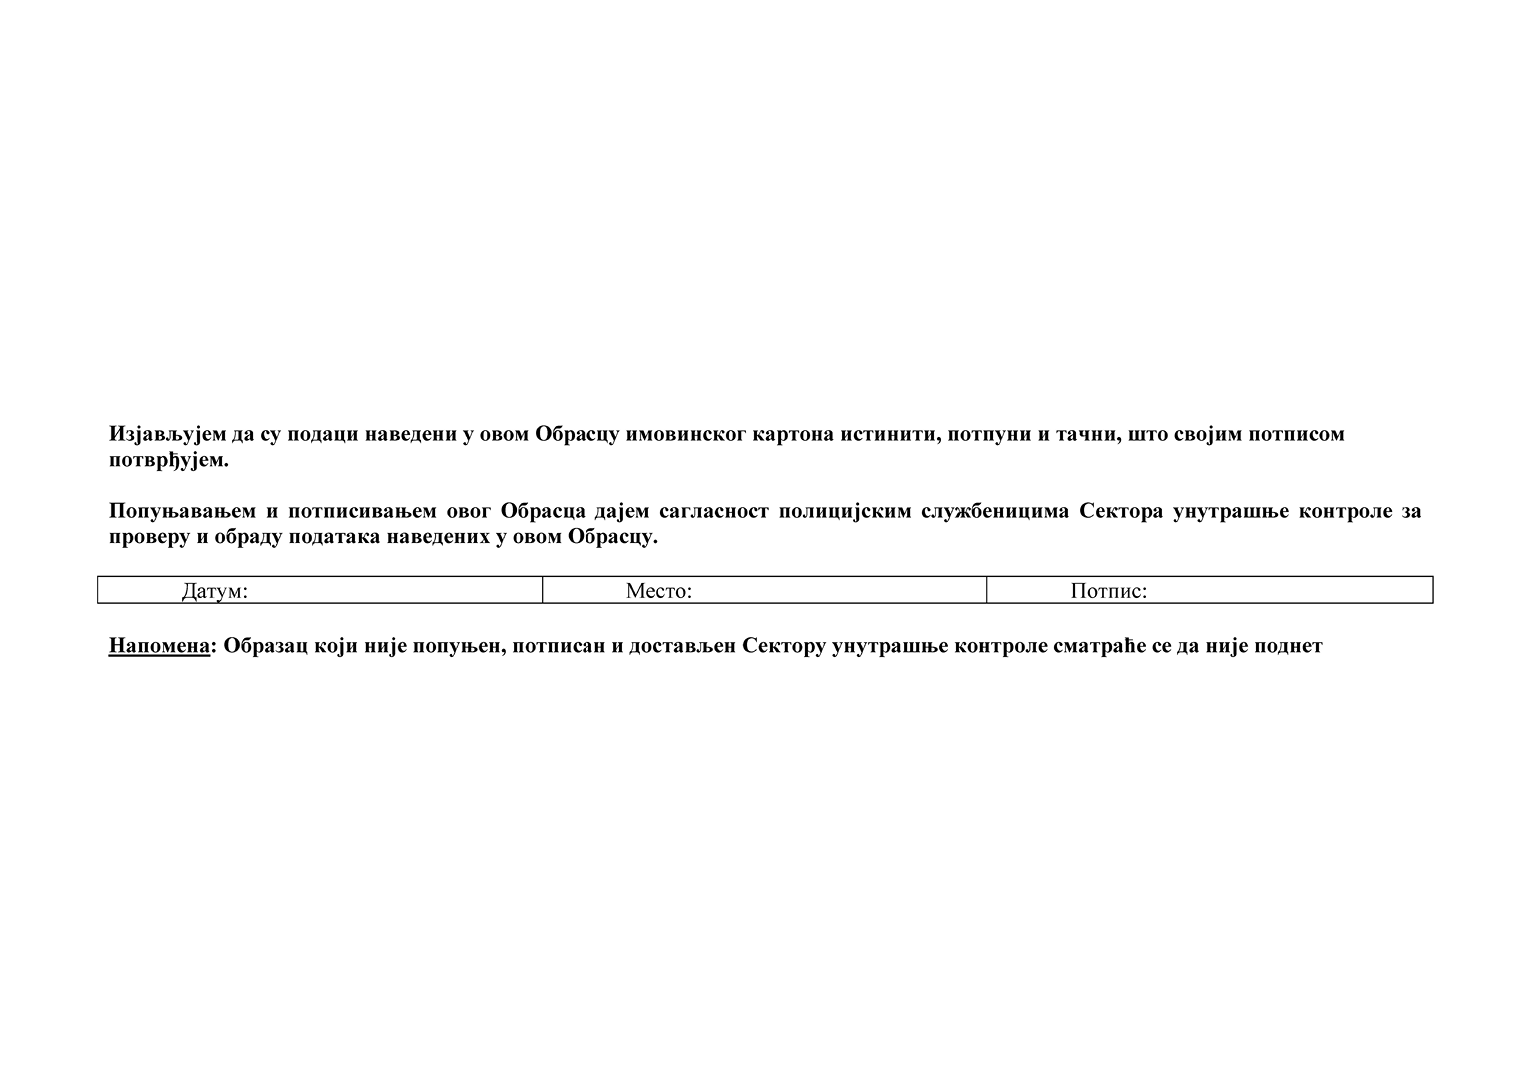 Изјављујем да су подаци наведени у овом Обрасцу имовинског картона истинити, потпуни и тачни, што својим потписом
потврђујем.
Попуњавањем и потписивањем овог Обрасца дајем сагласност полицијским службеницима Сектора унутрашње контроле за
проверу и обраду података наведених у овом Обрасцу.
Датум: Место: Потпис:
Напомена: Образац који није попуњен, потписан и достављен Сектору унутрашње контроле сматраће се да није поднет